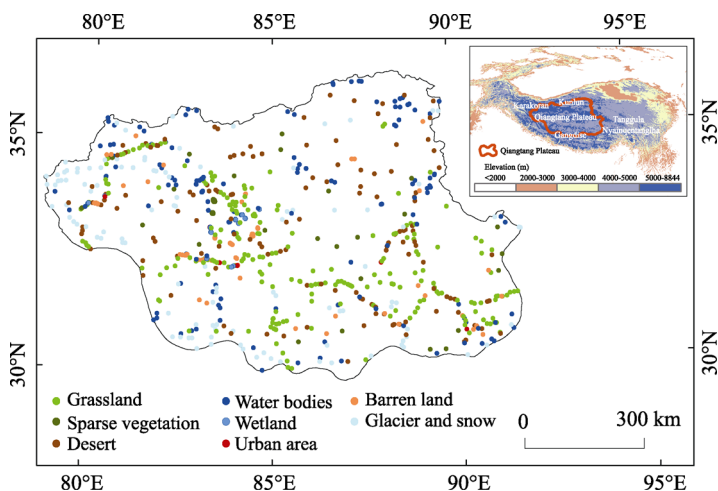 80°E 85°E 90°E 95°E
35°N
30°N
35°N
30°N
Karakoran Kunlun
Qiangtang Plateau Tanggula
Gangdise Nyainqentanglha
Qiangtang Plateau
Elevation (m)
<2000 2000-3000 3000-4000 4000-5000 5000-8844
Grassland Water bodies Barren land
Sparse vegetation Wetland Glacier and snow
Desert Urban area
0 300 km
80°E 85°E 90°E 95°E